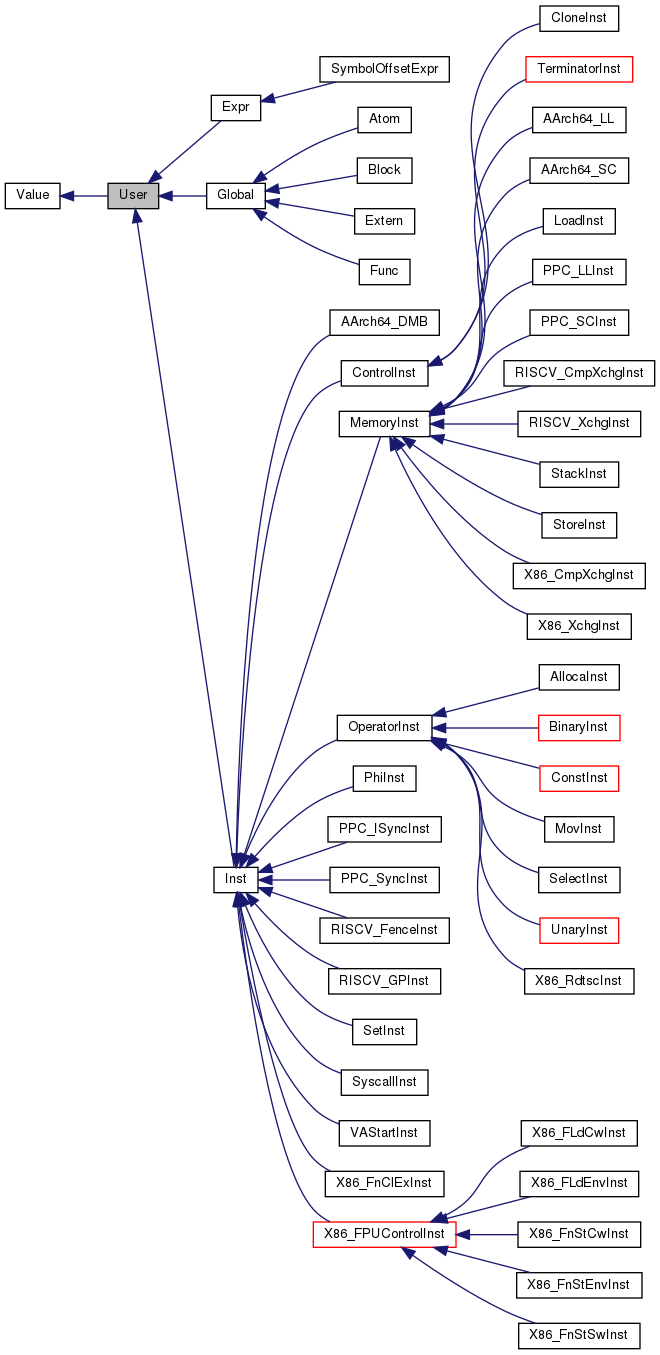 CloneInst
SymbolOffsetExpr
TerminatorInst
Expr
Atom
AArch64_LL
Block
AArch64_SC
Value
User
Global
Extern
LoadInst
Func
PPC_LLInst
AArch64_DMB
PPC_SCInst
ControlInst
RISCV_CmpXchgInst
MemoryInst
RISCV_XchgInst
StackInst
StoreInst
X86_CmpXchgInst
X86_XchgInst
AllocaInst
OperatorInst
BinaryInst
PhiInst
ConstInst
PPC_ISyncInst
MovInst
Inst
PPC_SyncInst
SelectInst
RISCV_FenceInst
UnaryInst
RISCV_GPInst
X86_RdtscInst
SetInst
SyscallInst
VAStartInst
X86_FLdCwInst
X86_FnClExInst
X86_FLdEnvInst
X86_FPUControlInst
X86_FnStCwInst
X86_FnStEnvInst
X86_FnStSwInst